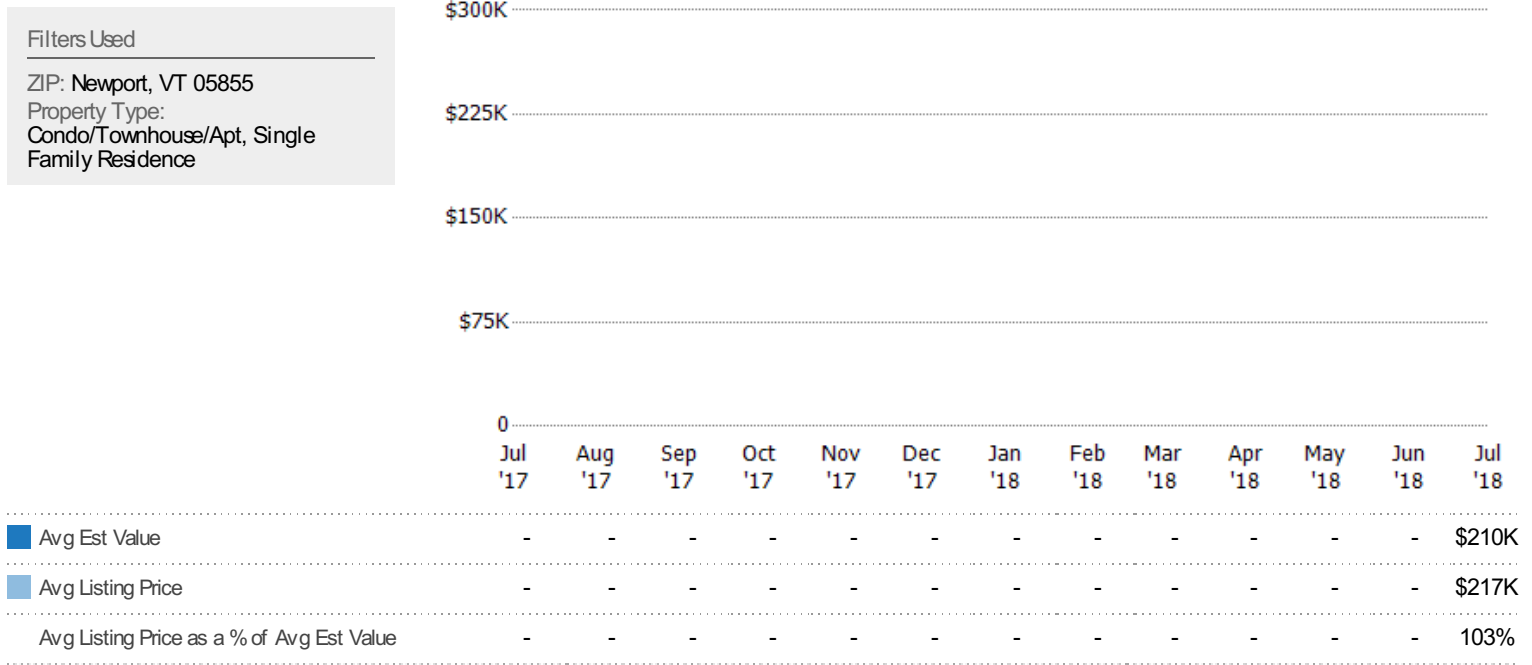 Filters Used
ZIP: Newport, VT 05855
Property Type:
Condo/Townhouse/Apt, Single
Family Residence
$300K
$225K
$150K
$75K
0
Jul Aug Sep Oct Nov Dec Jan Feb Mar Apr May Jun Jul
'17 '17 '17 '17 '17 '17 '18 '18 '18 '18 '18 '18 '18
Avg Est Value - - - - - - - - - - - - $210K
Avg Listing Price - - - - - - - - - - - - $217K
Avg Listing Price as a % of Avg Est Value - - - - - - - - - - - - 103%